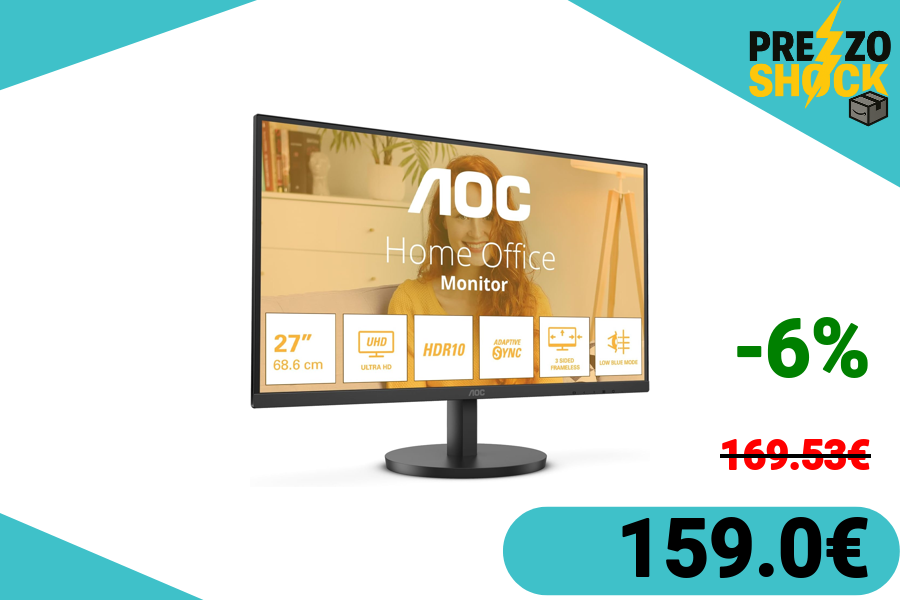 PREZZO
SHOCK
AOC
Home Office
Monitor
27”
68.6 cm
UHD
ULTRA HD
HDR10
ADAPTIVE
SYNC
3 SIDED
FRAMELESS
LOW BLUE MODE
AOC
-6%
169.53€
159.0€